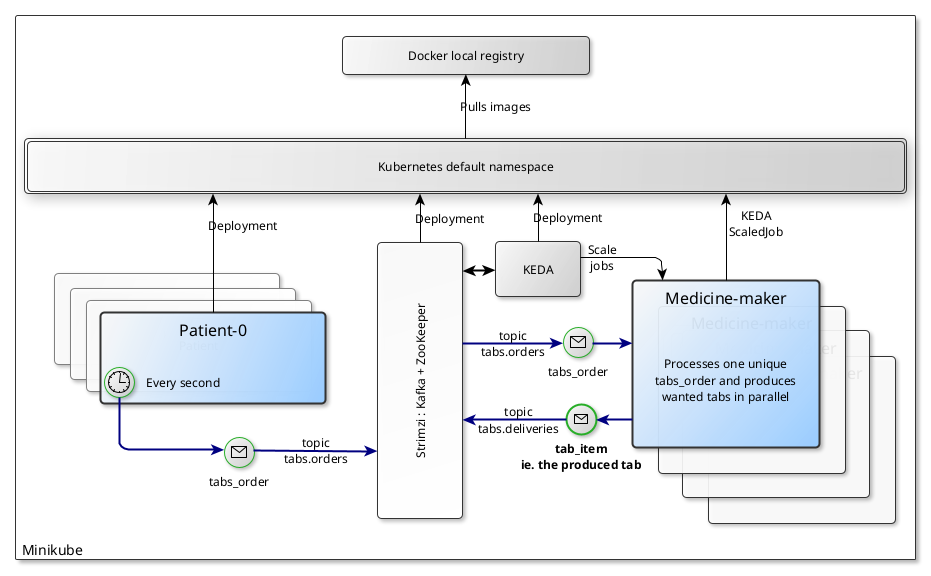 Docker local registry
Pulls images
Kubernetes default namespace
Deployment
Deployment
Deployment
KEDA
ScaledJob
KEDA
Scale
jobs
Medicine-maker
Medicine-maker
Patient-0
Every second
Strimzi : Kafka + ZooKeeper
topic
tabs.orders
tabs_order
Processes one unique
tabs_order and produces
wanted tabs in parallel
topic
tabs.deliveries
tab_item
ie. the produced tab
topic
tabs.orders
tabs_order
Minikube